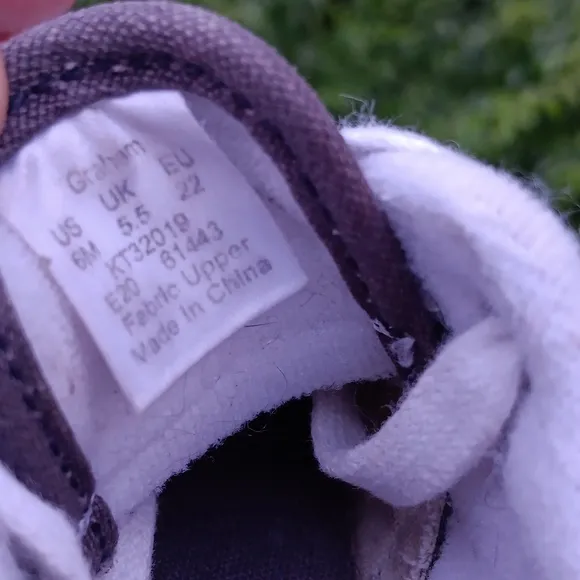 Graham
US UK EU
6M 5.5 22
KT32019
E20 61443
Fabric Upper
Made In China